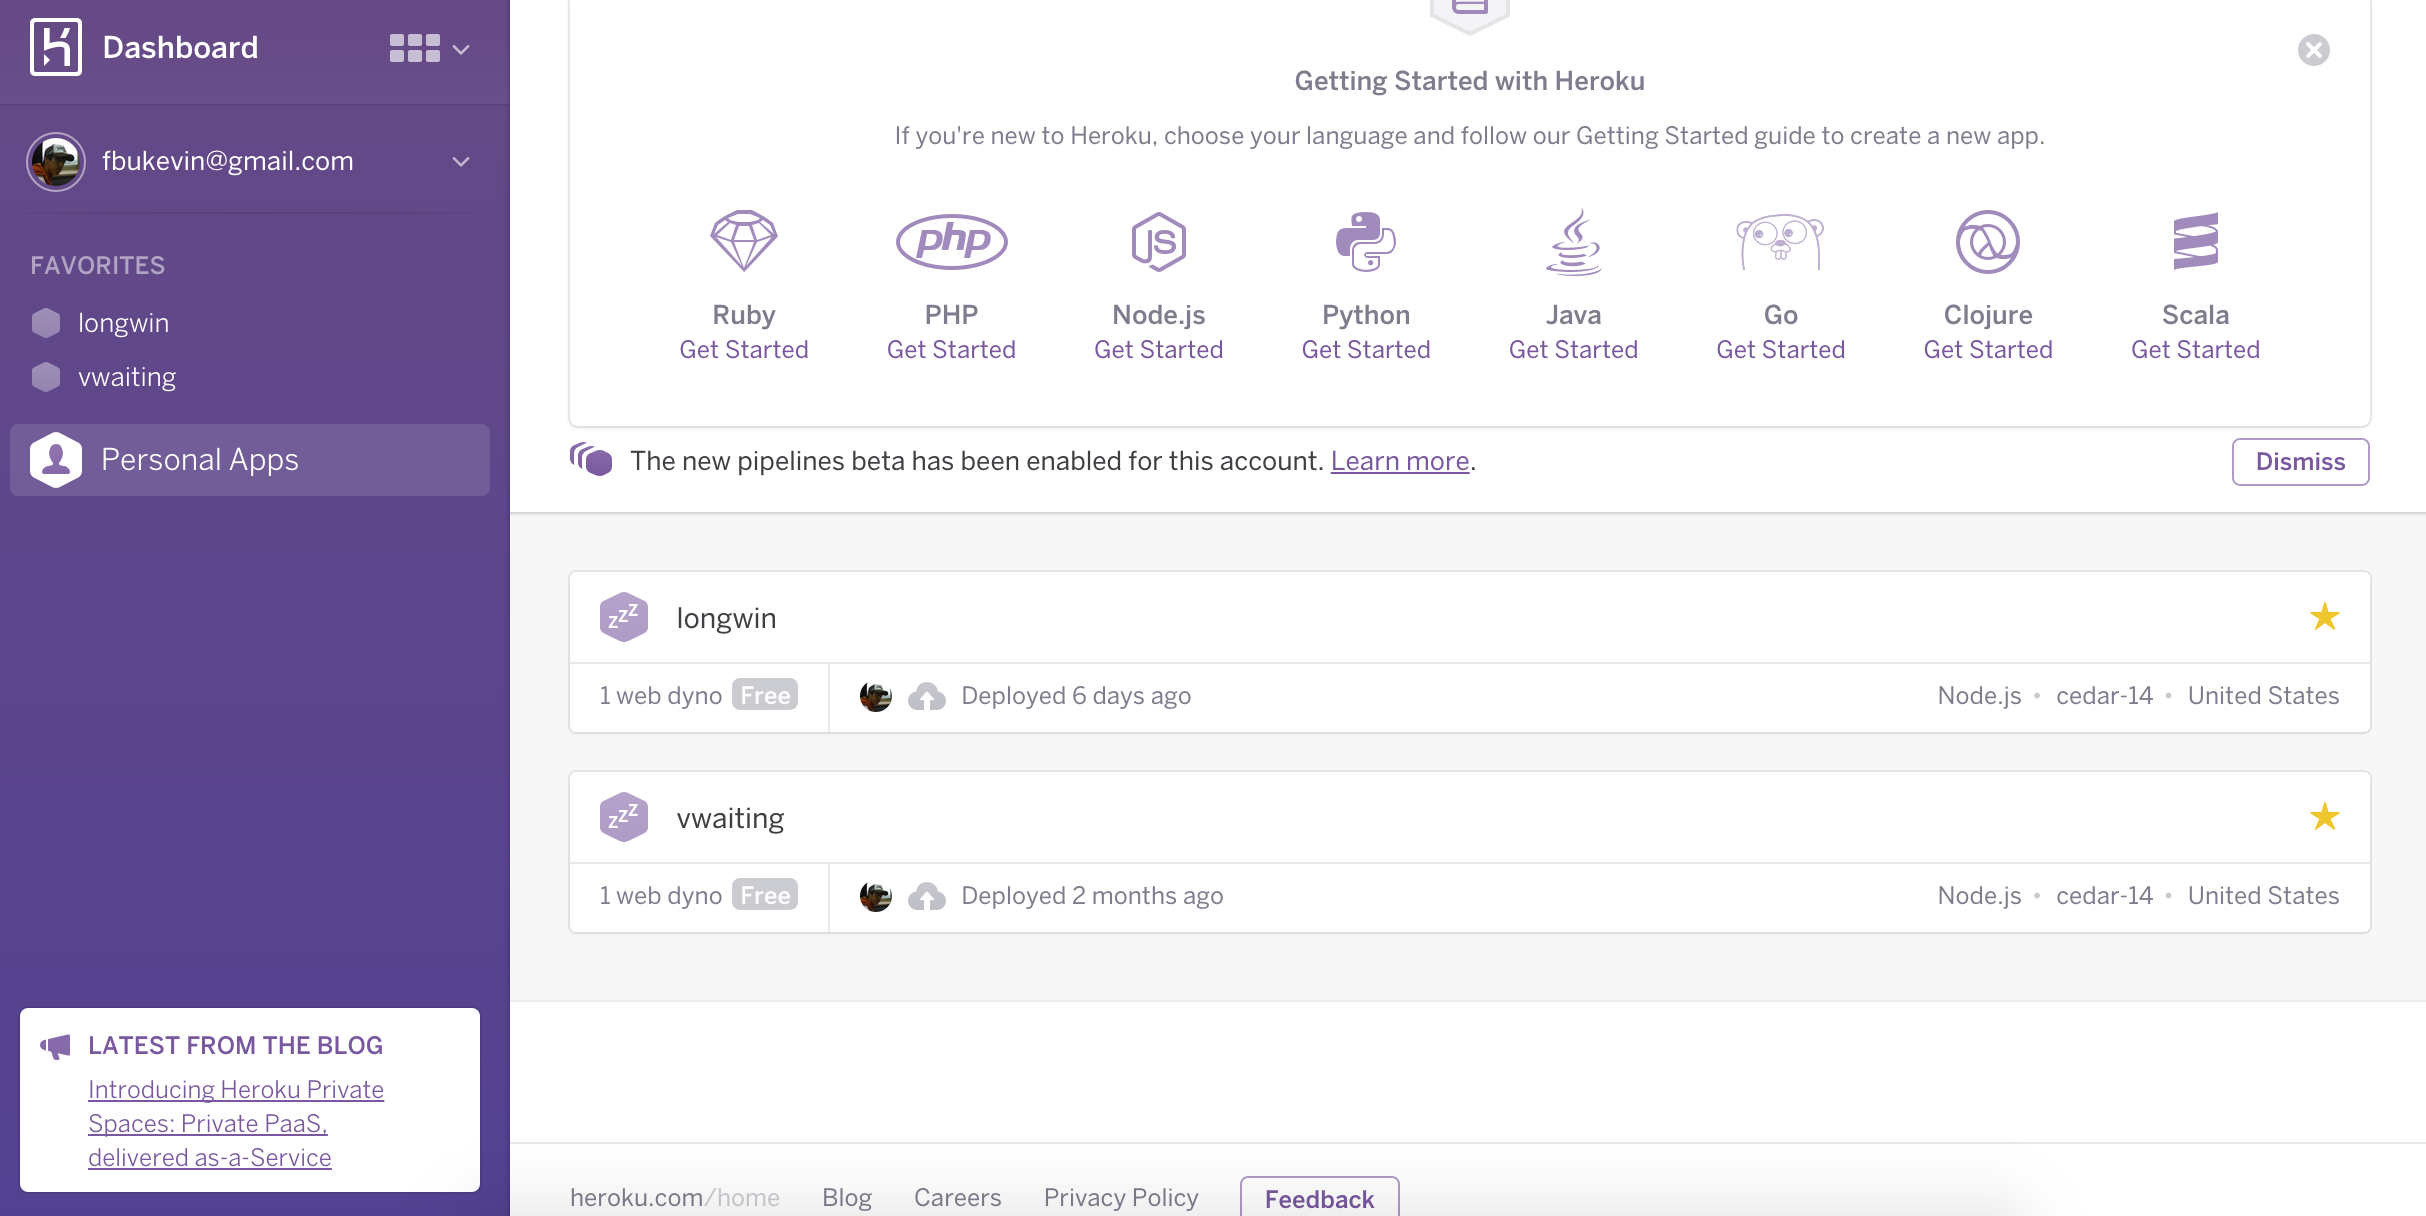 Dashboard
fbukevin@gmail.com
FAVORITES
longwin
vwaiting
Personal Apps
LATEST FROM THE BLOG
Introducing Heroku Private
Spaces: Private PaaS,
delivered as-a-Service
Getting Started with Heroku
If you're new to Heroku, choose your language and follow our Getting Started guide to create a new app.
php
JS
Ruby PHP Node.js Python Java Go Clojure Scala
Get Started Get Started Get Started Get Started Get Started Get Started Get Started Get Started
The new pipelines beta has been enabled for this account. Learn more. Dismiss
zzz longwin
1 web dyno Free Deployed 6 days ago Node.js • cedar-14 • United States
zzz vwaiting
1 web dyno Free Deployed 2 months ago Node.js • cedar-14 • United States
heroku.com/home Blog Careers Privacy Policy Feedback